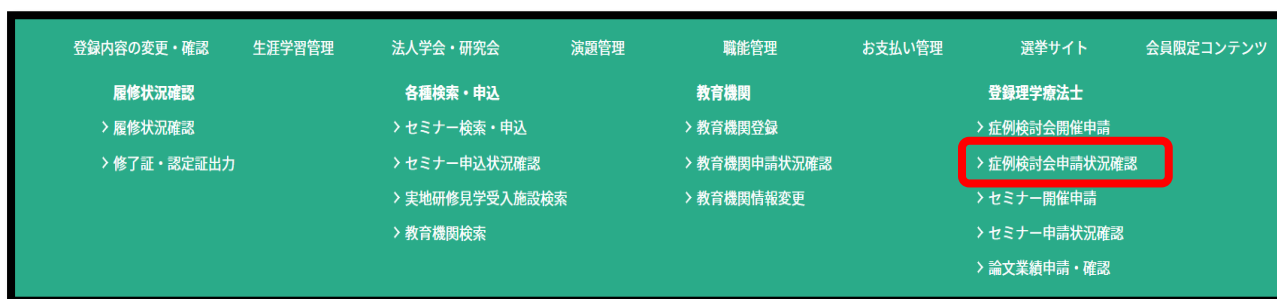 登録内容の変更・確認 生涯学習管理 法人学会・研究会 演題管理 職能管理 お支払い管理 選挙サイト 会員限定コンテンツ
履修状況確認
> 履修状況確認
> 修了証・認定証出力
各種検索・申込
> セミナー検索・申込
> セミナー申込状況確認
> 実地研修見学受入施設検索
> 教育機関検索
教育機関
> 教育機関登録
> 教育機関申請状況確認
> 教育機関情報変更
登録理学療法士
> 症例検討会開催申請
> 症例検討会申請状況確認
> セミナー開催申請
> セミナー申請状況確認
> 論文業績申請・確認